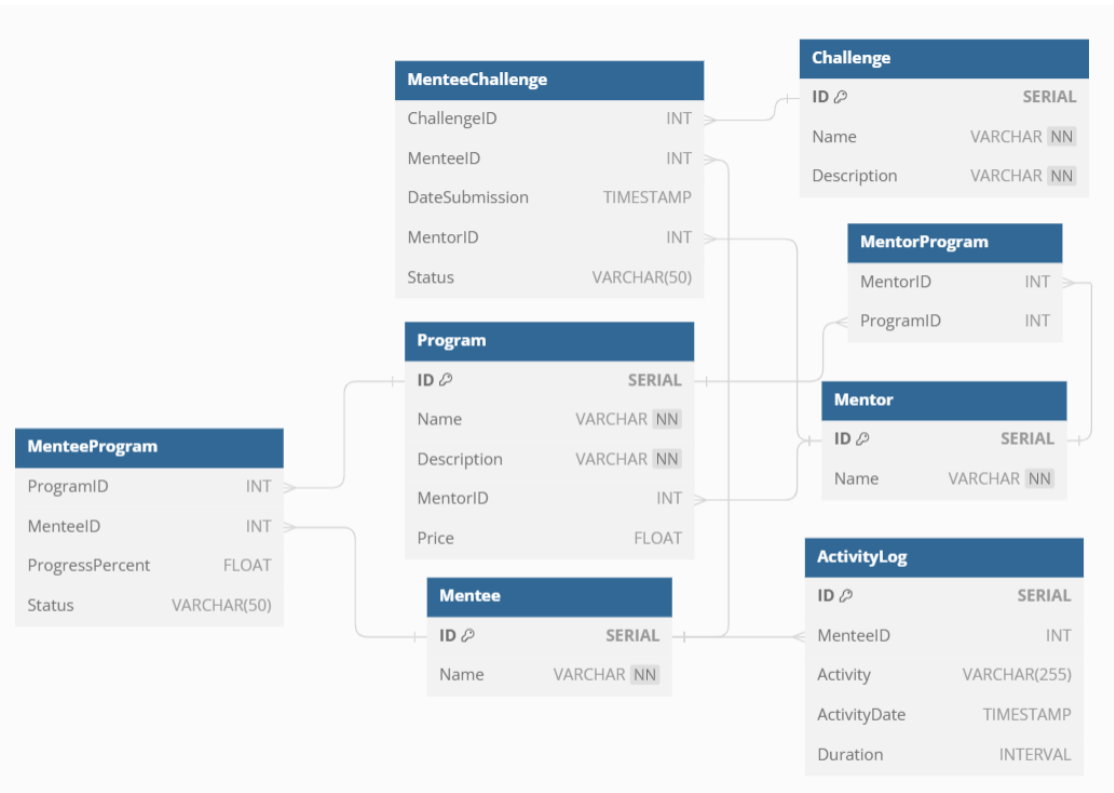 MenteeChallenge
ChallengeID INT
MenteeID INT
DateSubmission TIMESTAMP
MentorID INT
Status VARCHAR(50)
Challenge
ID SERIAL
Name VARCHAR NN
Description VARCHAR NN
MentorProgram
MentorID INT
ProgramID INT
Program
ID SERIAL
Name VARCHAR NN
Description VARCHAR NN
MentorID INT
Price FLOAT
Mentor
ID SERIAL
Name VARCHAR NN
MenteeProgram
ProgramID INT
MenteeID INT
ProgressPercent FLOAT
Status VARCHAR(50)
Mentee
ID SERIAL
Name VARCHAR NN
ActivityLog
ID SERIAL
MenteeID INT
Activity VARCHAR(255)
ActivityDate TIMESTAMP
Duration INTERVAL